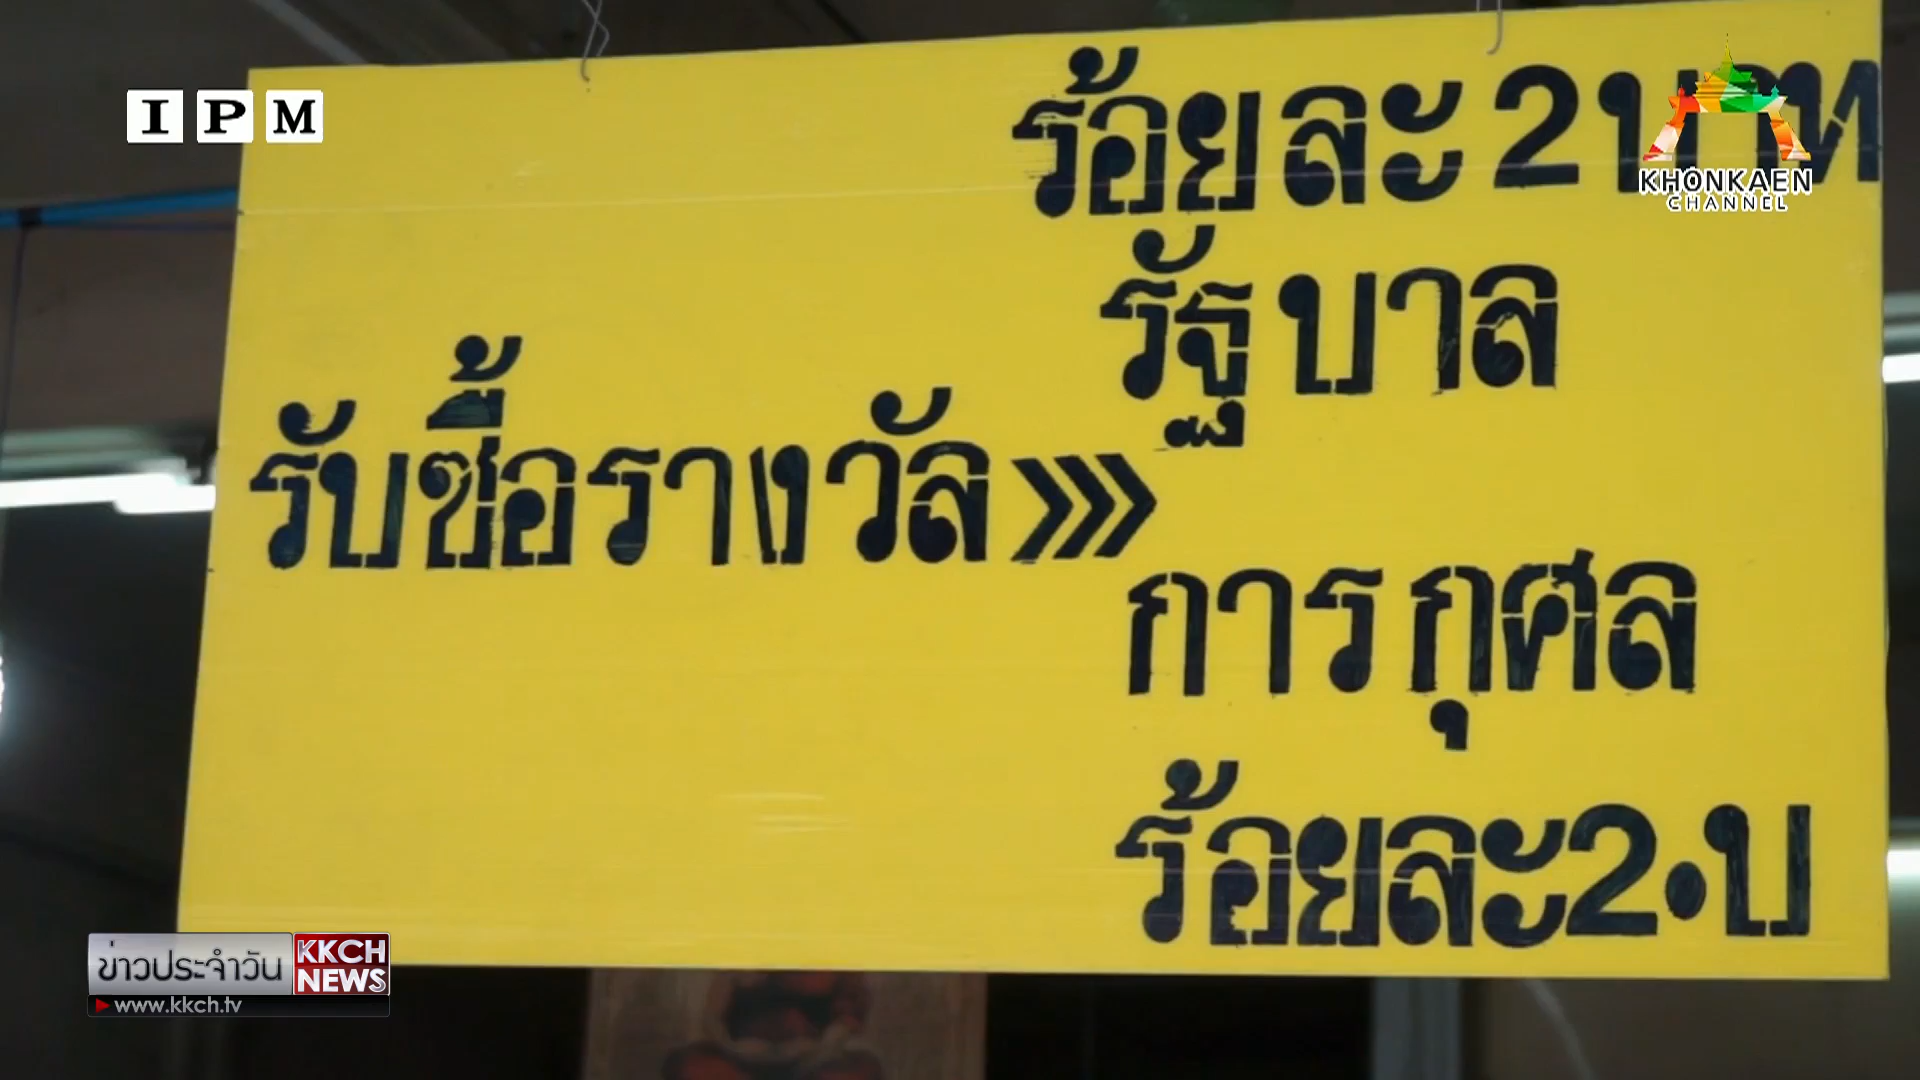 IPM
ร้อยละ 2 บาท
KHONKAEN
CHANNEL
รัฐบาล
รับซื้อรางวัล >>>
การกุศล
ร้อยละ2.บ
ข่าวประจำวัน
KKCH
NEWS
www.kkch.tv